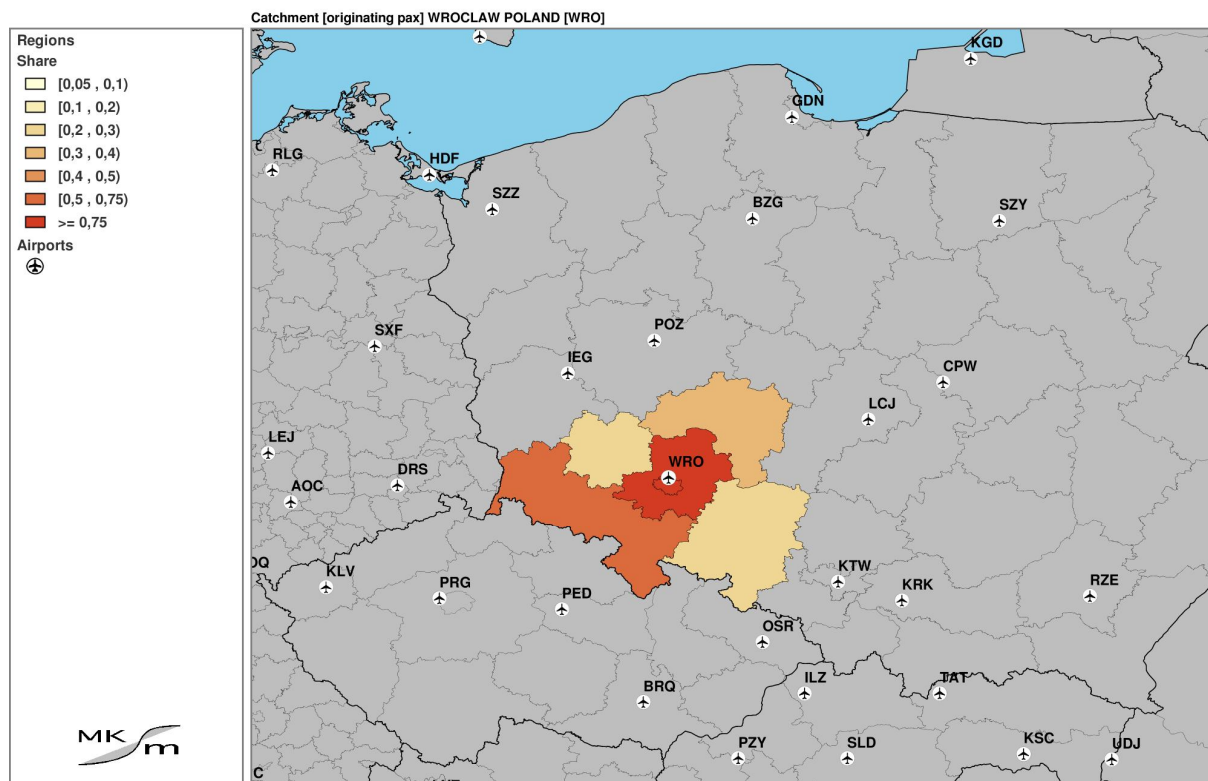 Catchment [originating pax] WROCLAW POLAND [WRO]
Regions
Share
[0,05 , 0,1)
[0,1 , 0,2)
[0,2 , 0,3)
[0,3 , 0,4)
[0,4 , 0,5)
[0,5 , 0,75)
>= 0,75
Airports
MK
m
KGD
GDN
RLG
HDF
SZZ
BZG
SZY
SXF
POZ
IEG
CPW
LCJ
LEJ
DRS
WRO
AOC
KLV
PRG
PED
KTW
KRK
RZE
OSR
BRQ
ILZ
TAT
PZY
SLD
KSC
UDJ
C